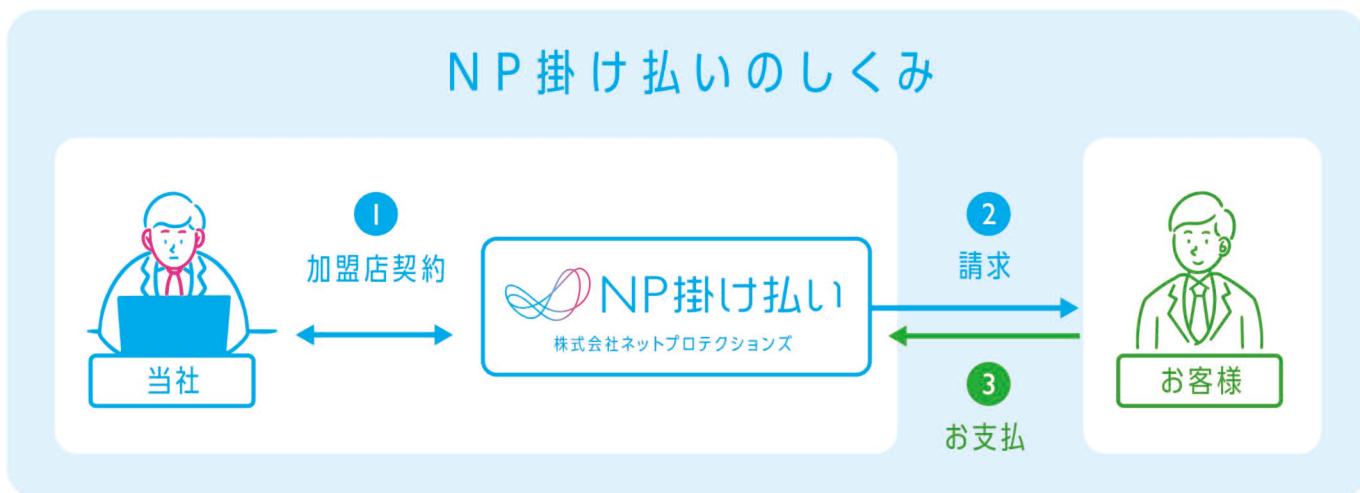 NP掛け払いのしくみ
1
加盟店契約
当社
NP掛け払い
株式会社ネットプロテクションズ
2
請求
3
お支払
お客様